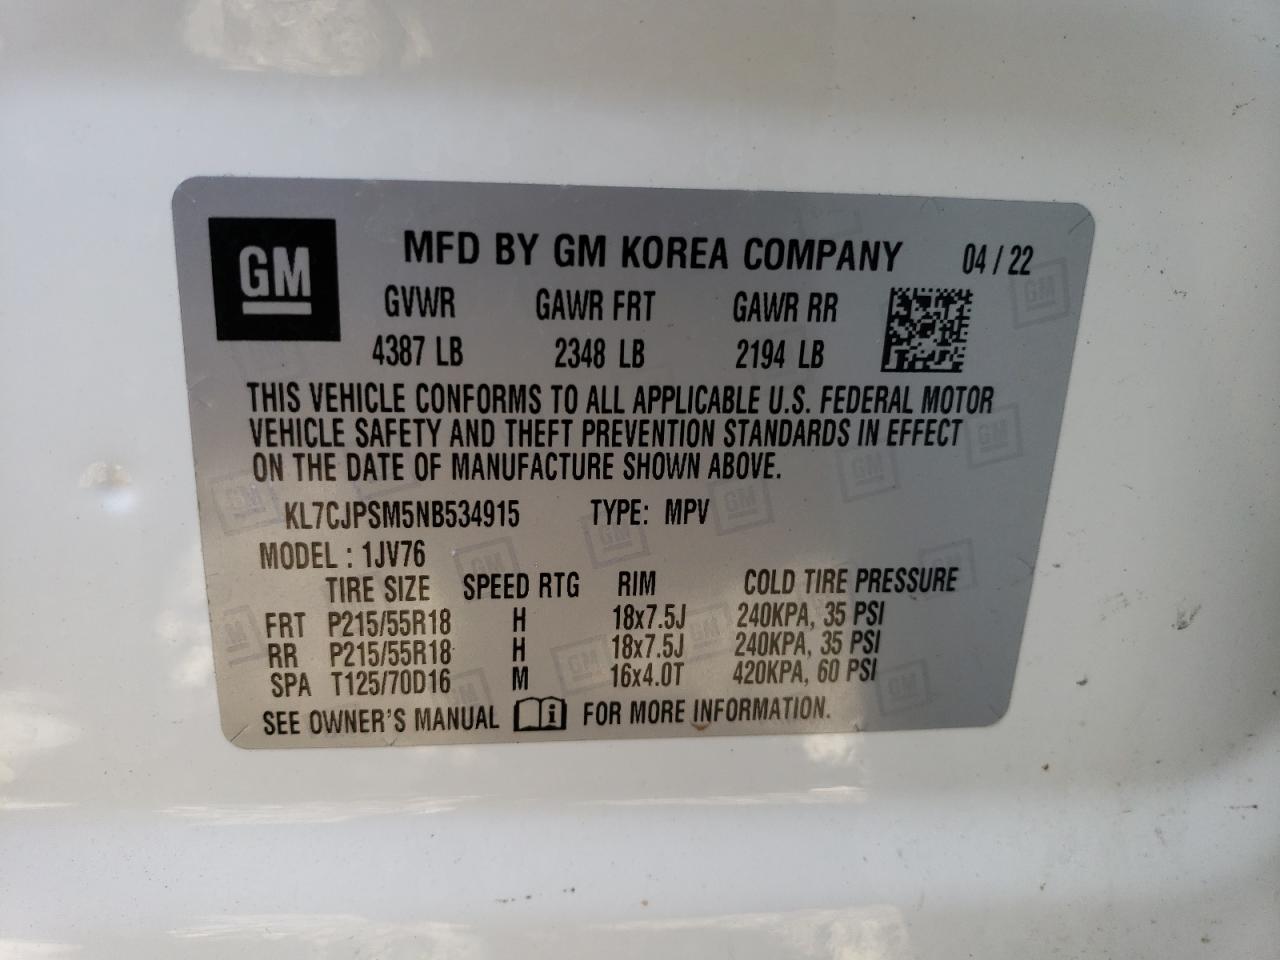 GM
MFD BY GM KOREA COMPANY 04 / 22
GVWR GAWR FRT GAWR RR
4387 LB 2348 LB 2194 LB
THIS VEHICLE CONFORMS TO ALL APPLICABLE U.S. FEDERAL MOTOR
VEHICLE SAFETY AND THEFT PREVENTION STANDARDS IN EFFECT
ON THE DATE OF MANUFACTURE SHOWN ABOVE.
KL7CJPSM5NB534915 TYPE: MPV
MODEL : 1JV76
TIRE SIZE SPEED RTG RIM COLD TIRE PRESSURE
FRT P215/55R18 H 18x7.5J 240KPA, 35 PSI
RR P215/55R18 H 18x7.5J 240KPA, 35 PSI
SPA T125/70D16 M 16x4.0T 420KPA, 60 PSI
SEE OWNER'S MANUAL i FOR MORE INFORMATION.